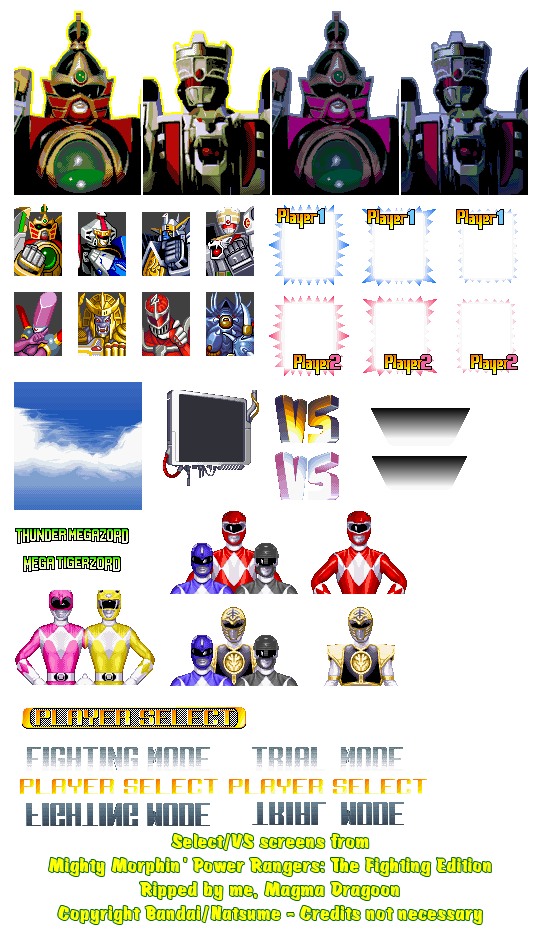 Player1 Player1 Player1
Player2 Player2 Player2
VS
VS
THUNDER MEGAZORD
MEGA TIGERZORD
PLAYER SELECT
FIGHTING MODE TRIAL MODE
PLAYER SELECT PLAYER SELECT
FIGHTING MODE TRIAL MODE
Select/VS screens from
Mighty Morphin' Power Rangers: The Fighting Edition
Ripped by me, Magma Dragoon
Copyright Bandai/Natsume - Credits not necessary